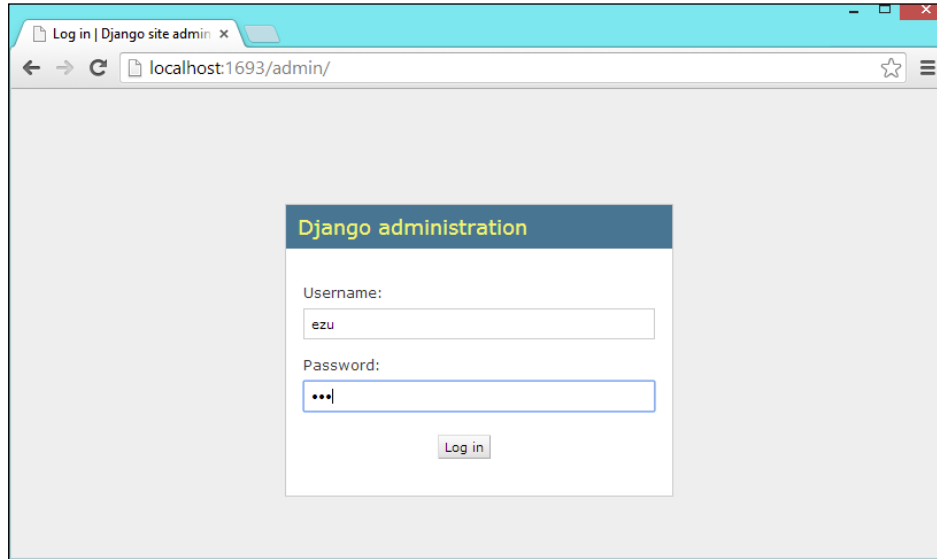 Log in | Django site admin
localhost:1693/admin/
Django administration
Username:
ezu
Password:
•••
Log in